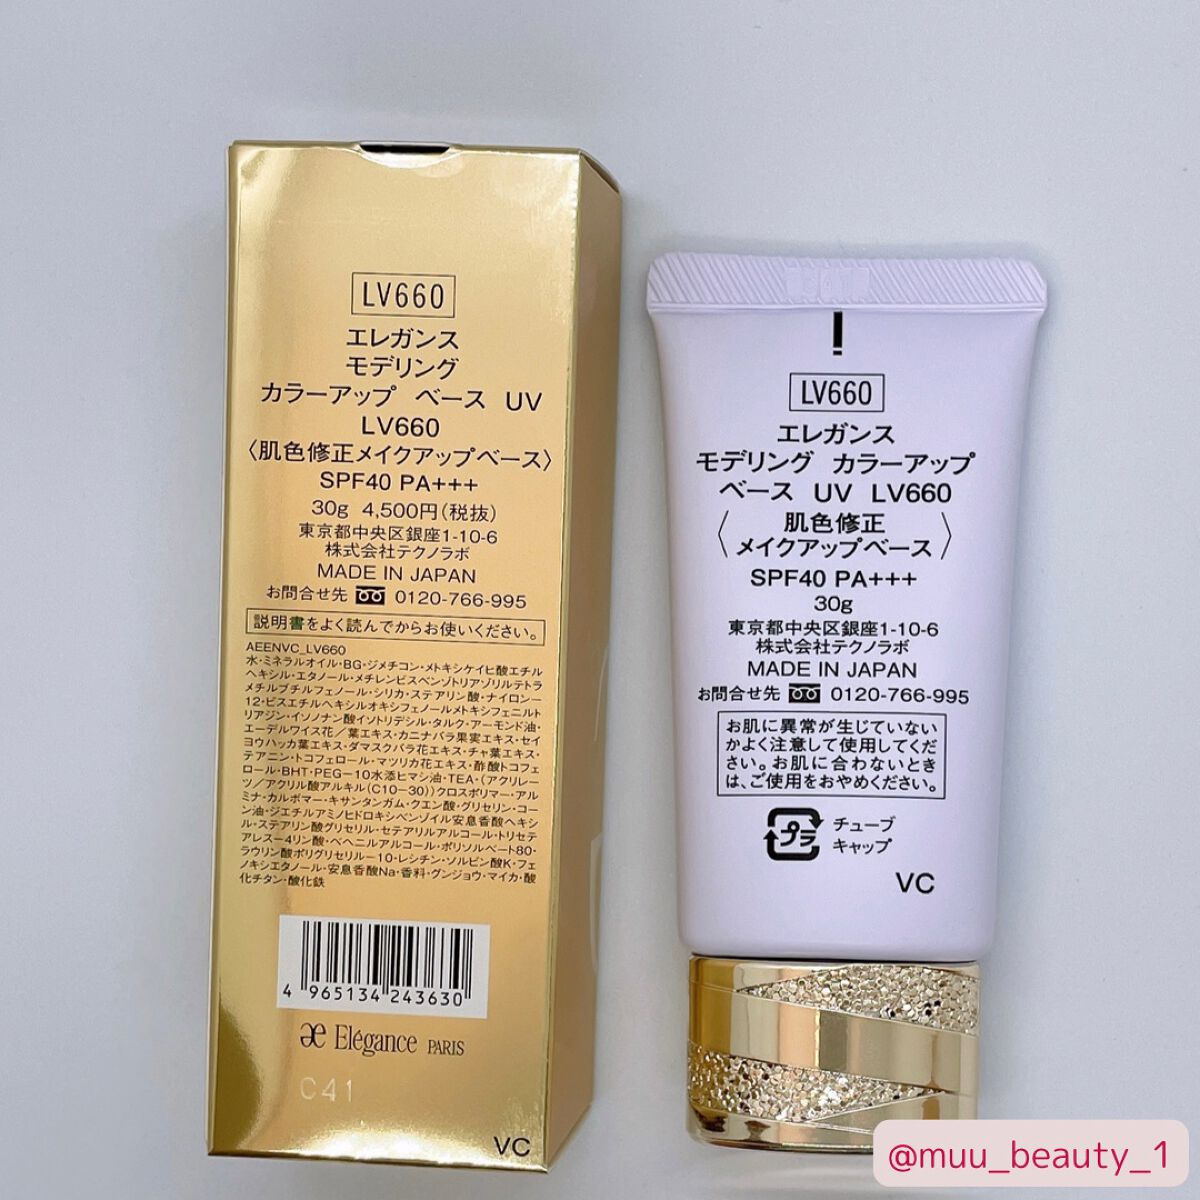 LV660
エレガンス
モデリング
カラーアップ ベース UV
LV660
〈肌色修正メイクアップベース〉
SPF40 PA+++
30g 4,500円(税抜)
東京都中央区銀座1-10-6
株式会社テクノラボ
MADE IN JAPAN
お問合せ先 0120-766-995
説明書をよく読んでからお使いください。
AEENVC_LV660
水・ミネラルオイル・BG・ジメチコン・メトキシケイヒ酸エチル
ヘキシル・エタノール・メチレンビスベンゾトリアゾリルテトラ
メチルブチルフェノール・シリカ・ステアリン酸・ナイロン－
12・ビスエチルヘキシルオキシフェノールメトキシフェニルト
リアジン・イソノナン酸イソトリデシル・タルク・アーモンド油・
エーデルワイス花／葉エキス・カニナバラ果実エキス・セイ
ヨウハッカ葉エキス・ダマスクバラ花エキス・チャ葉エキス・
テアニン・トコフェロール・マツリカ花エキス・酢酸トコフェ
ロール・BHT・PEG－10水添ヒマシ油・TEA・(アクリレー
ツ／アクリル酸アルキル(C10－30))クロスポリマー・アル
ミナ・カルボマー・キサンタンガム・クエン酸・グリセリン・コー
ン油・ジエチルアミノヒドロキシベンゾイル安息香酸ヘキシ
ル・ステアリン酸グリセリル・セテアリルアルコール・トリセテ
アレス－4リン酸・ベヘニルアルコール・ポリソルベート80・
ラウリン酸ポリグリセリル－10・レシチン・ソルビン酸K・フェ
ノキシエタノール・安息香酸Na・香料・グンジョウ・マイカ・酸
化チタン・酸化鉄
4 965134 243630
æ Elégance PARIS
C41
VC
LV660
エレガンス
モデリング カラーアップ
ベース UV LV660
〈肌色修正
メイクアップベース〉
SPF40 PA+++
30g
東京都中央区銀座1-10-6
株式会社テクノラボ
MADE IN JAPAN
お問合せ先 0120-766-995
お肌に異常が生じていない
かよく注意して使用してくだ
さい。お肌に合わないとき
は、ご使用をおやめください。
プラ チューブ
キャップ
VC
@muu_beauty_1